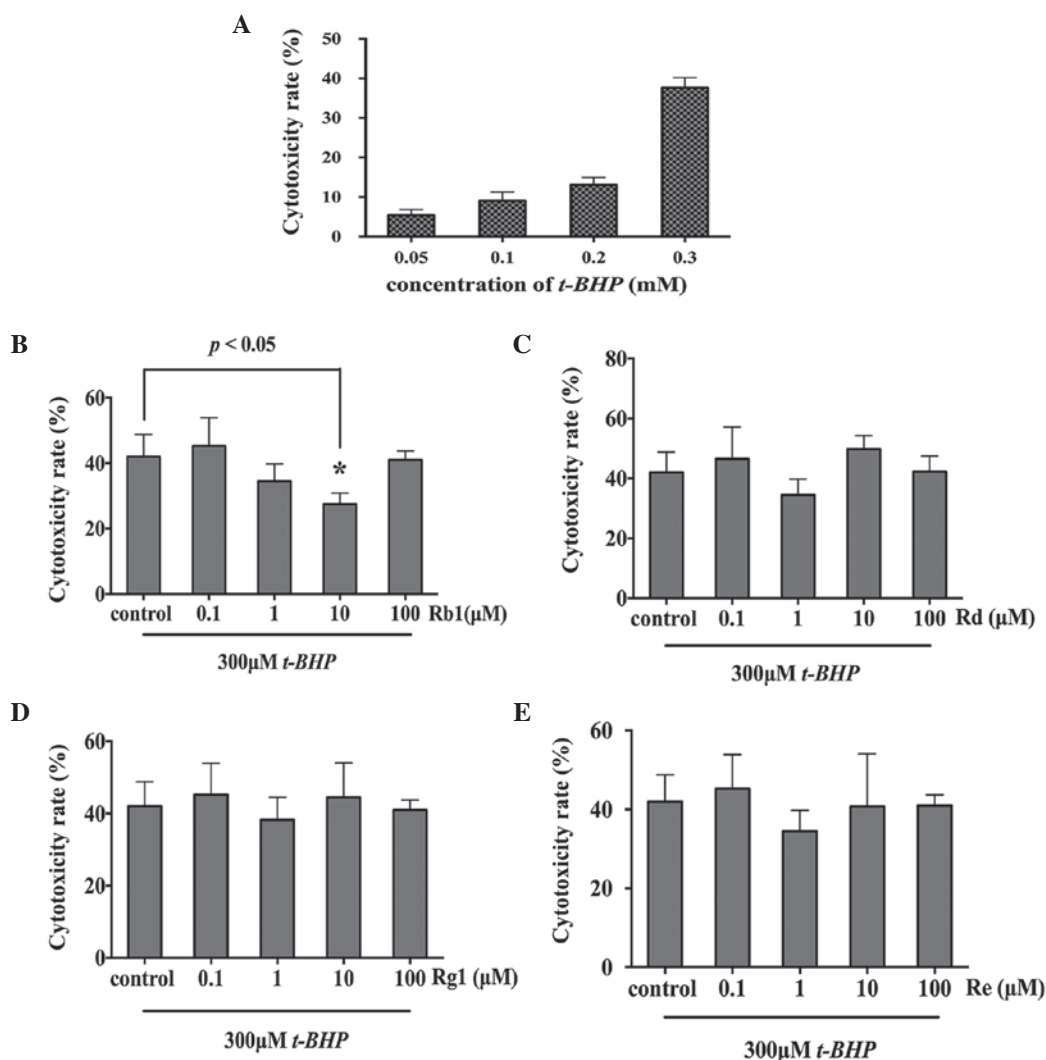 A
Cytotoxicity rate (%)
50
40
30
20
10
0
0.05 0.1 0.2 0.3
concentration of t-BHP (mM)
B
p < 0.05
Cytotoxicity rate (%)
60
40
20
0
*
control 0.1 1 10 100 Rb1(μM)
300μM t-BHP
C
Cytotoxicity rate (%)
80
60
40
20
0
control 0.1 1 10 100 Rd (μM)
300μM t-BHP
D
Cytotoxicity rate (%)
60
40
20
0
control 0.1 1 10 100 Rg1 (μM)
300μM t-BHP
E
Cytotoxicity rate (%)
60
40
20
0
control 0.1 1 10 100 Re (μM)
300μM t-BHP